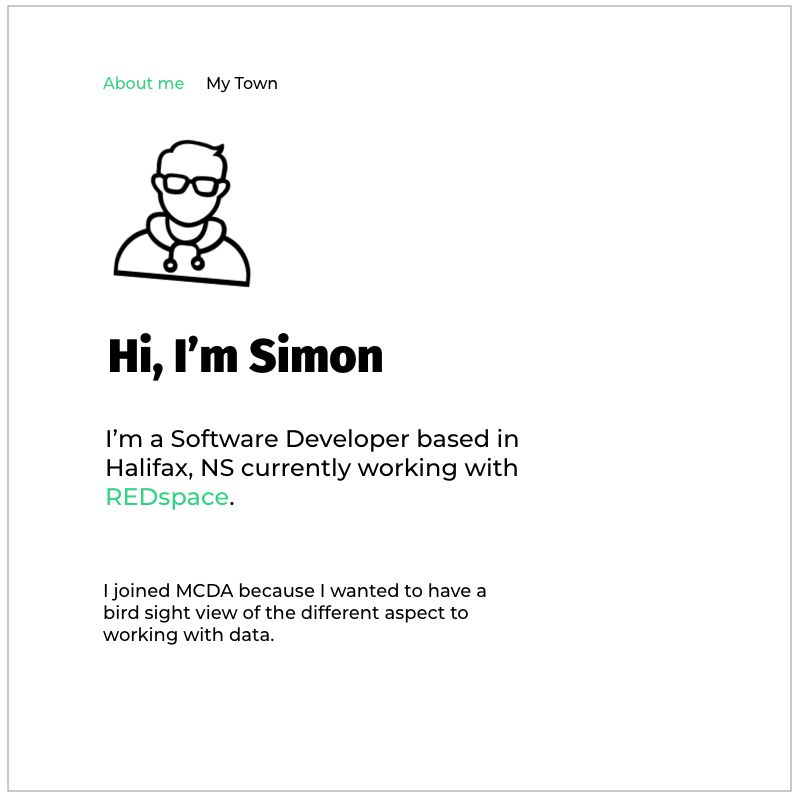 About me My Town
Hi, I’m Simon
I’m a Software Developer based in
Halifax, NS currently working with
REDspace.
I joined MCDA because I wanted to have a
bird sight view of the different aspect to
working with data.